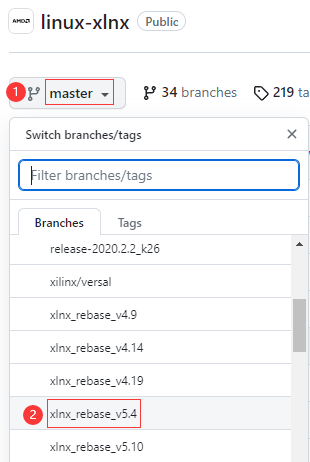 AMD
linux-xlnx
Public
1 master
34 branches
219 ta
Switch branches/tags
Filter branches/tags
Branches
Tags
release-2020.2.2_k26
xilinx/versal
xlnx_rebase_v4.9
xlnx_rebase_v4.14
xlnx_rebase_v4.19
2 xlnx_rebase_v5.4
xlnx_rebase_v5.10